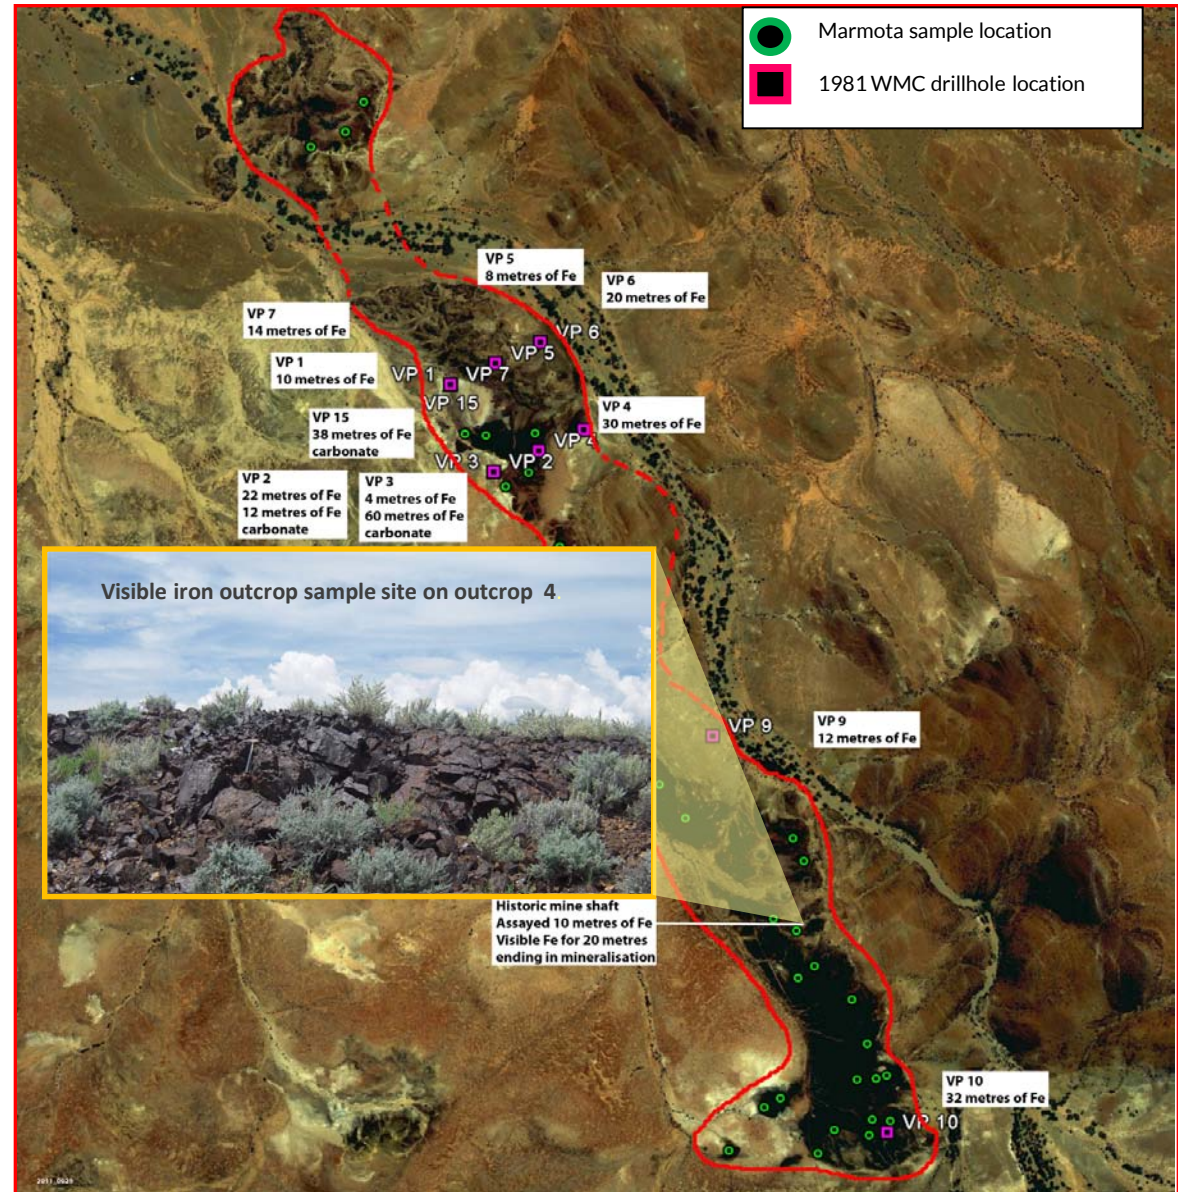 Marmota sample location
1981 WMC drillhole location
VP 5
8 metres of Fe
VP 6
20 metres of Fe
VP 7
14 metres of Fe
VP 6
VP 5
VP 1
10 metres of Fe
VP 1
VP 7
VP 15
VP 4
30 metres of Fe
VP 15
38 metres of Fe
carbonate
VP 4
VP 3
VP 2
VP 2
22 metres of Fe
12 metres of Fe
carbonate
VP 3
4 metres of Fe
60 metres of Fe
carbonate
Visible iron outcrop sample site on outcrop 4.
VP 9
VP 9
12 metres of Fe
Historic mine shaft
Assayed 10 metres of Fe
Visible Fe for 20 metres
ending in mineralisation
VP 10
32 metres of Fe
VP 10